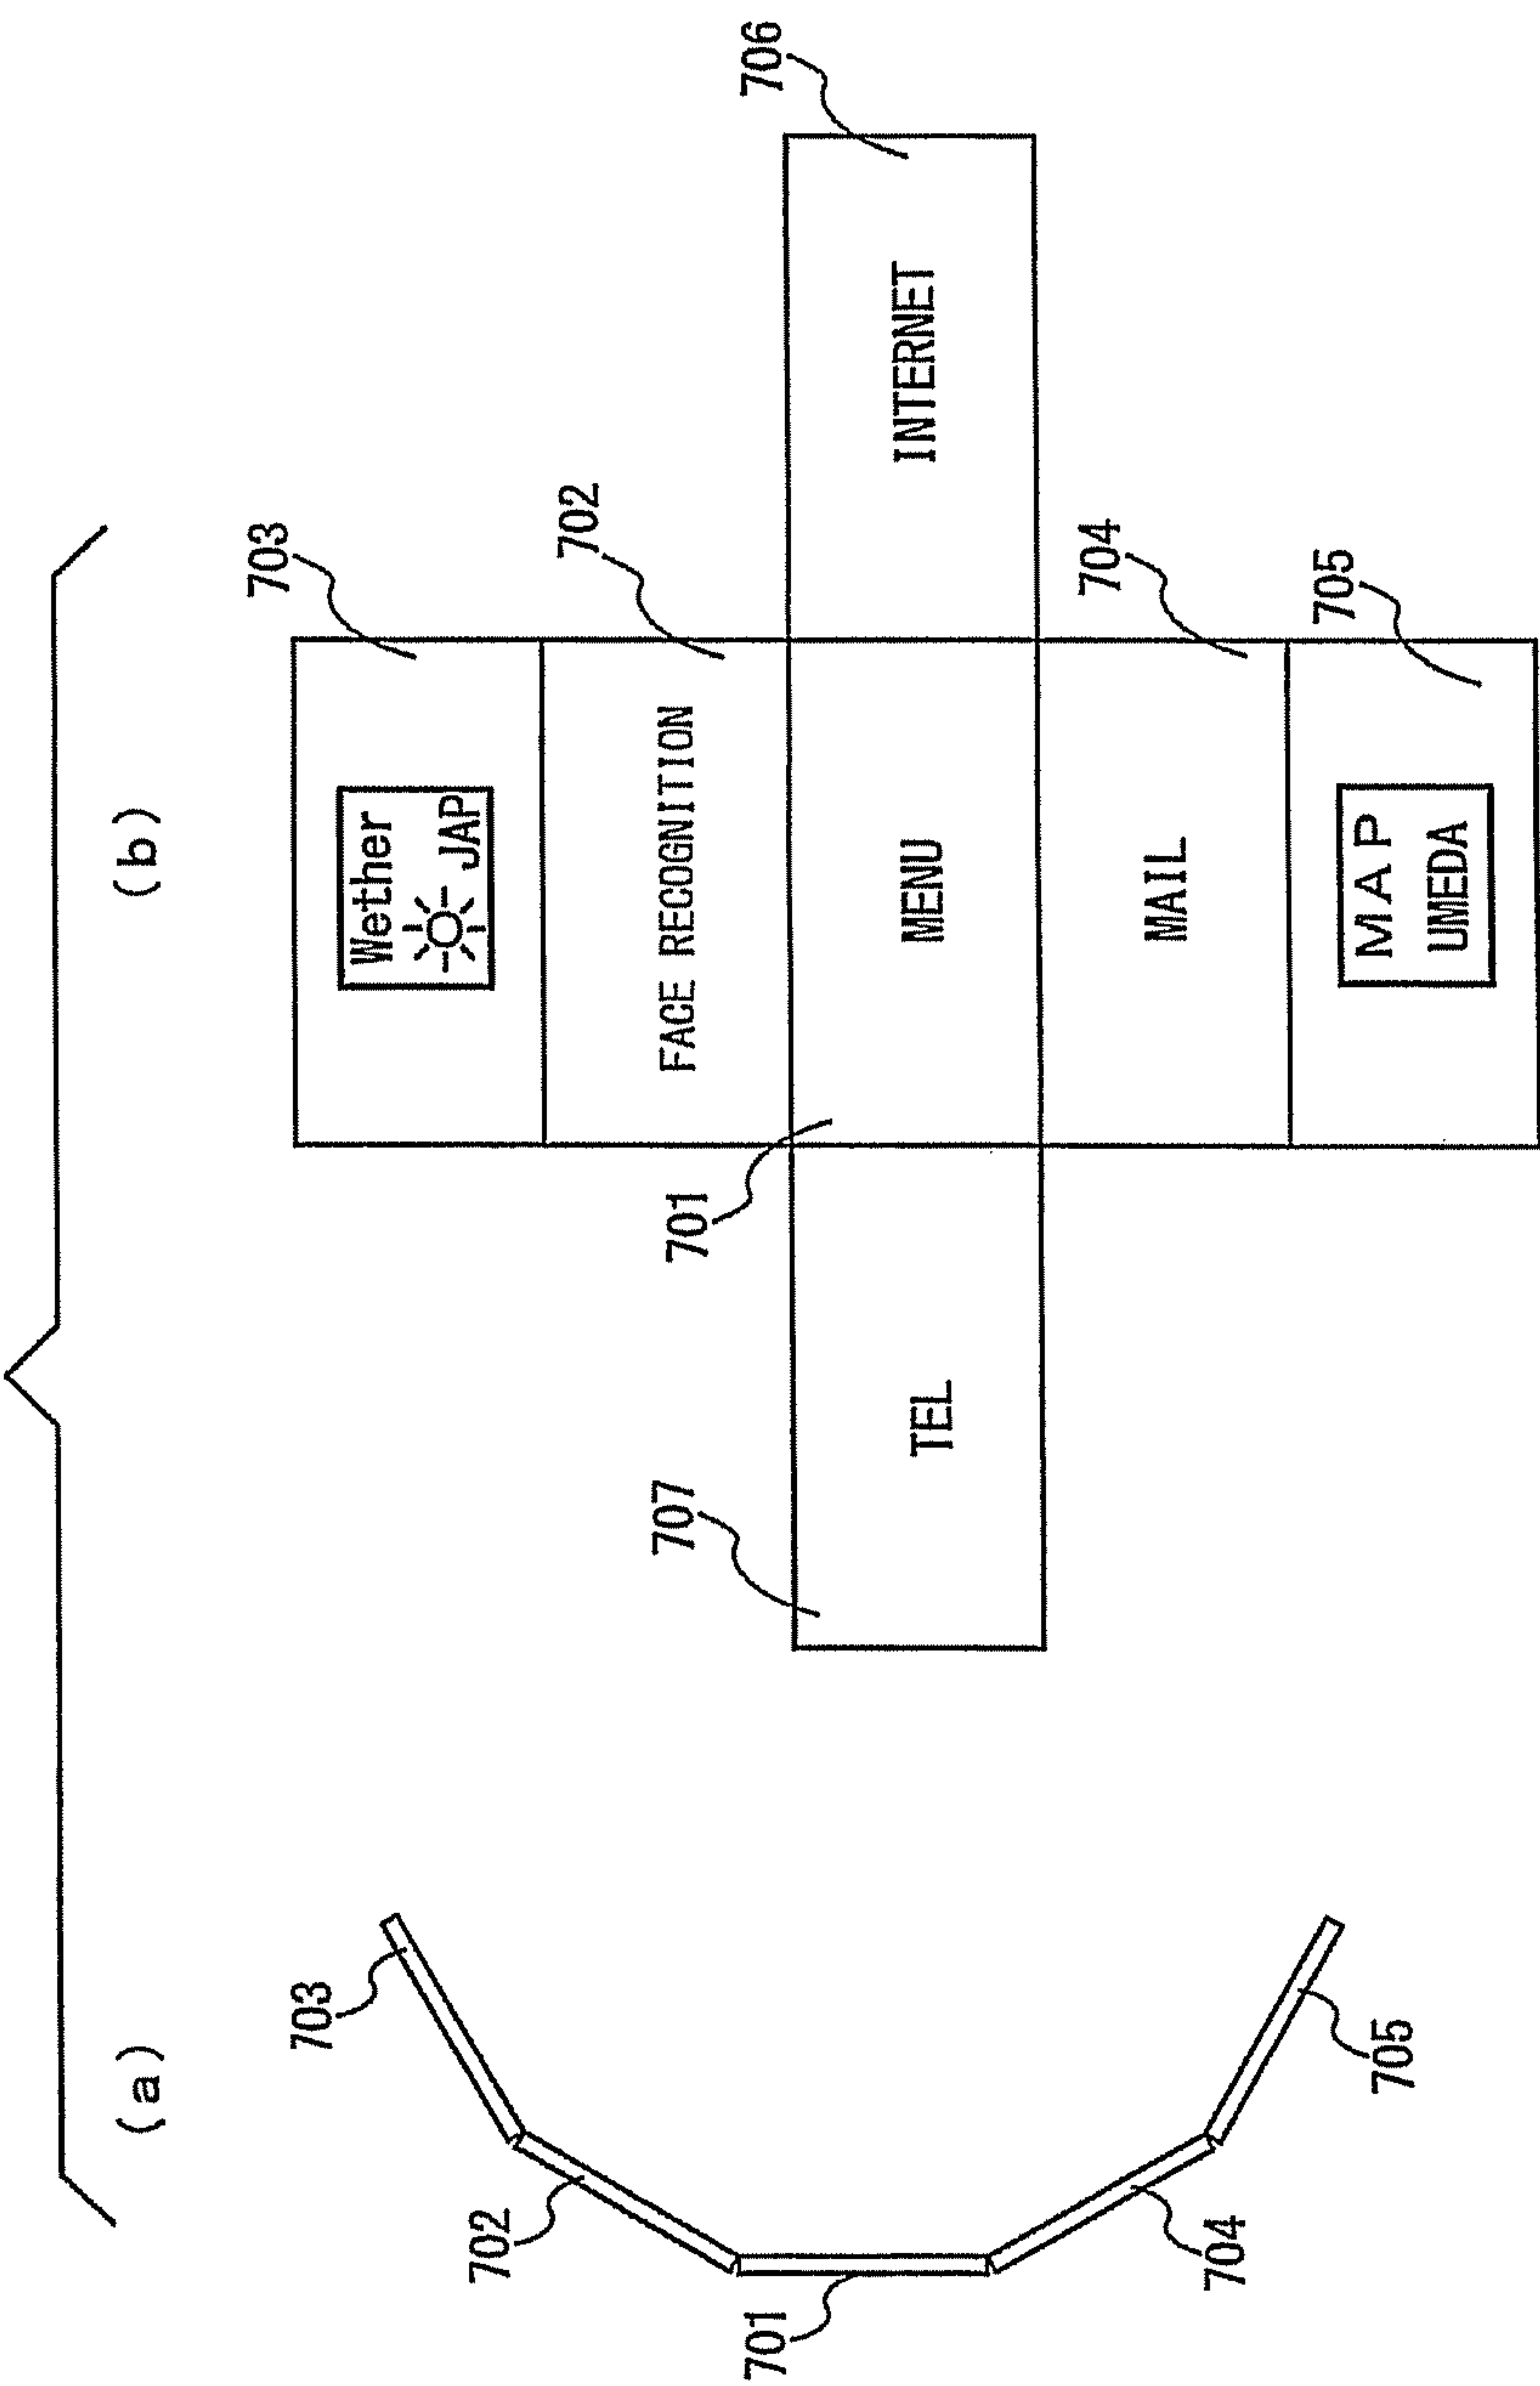 (a)
703
702
701
704
705
(b)
703
Wether
JAP
702
FACE RECOGNITION
701
MENU
707
TEL
706
INTERNET
704
MAIL
705
MAP
UMEDA